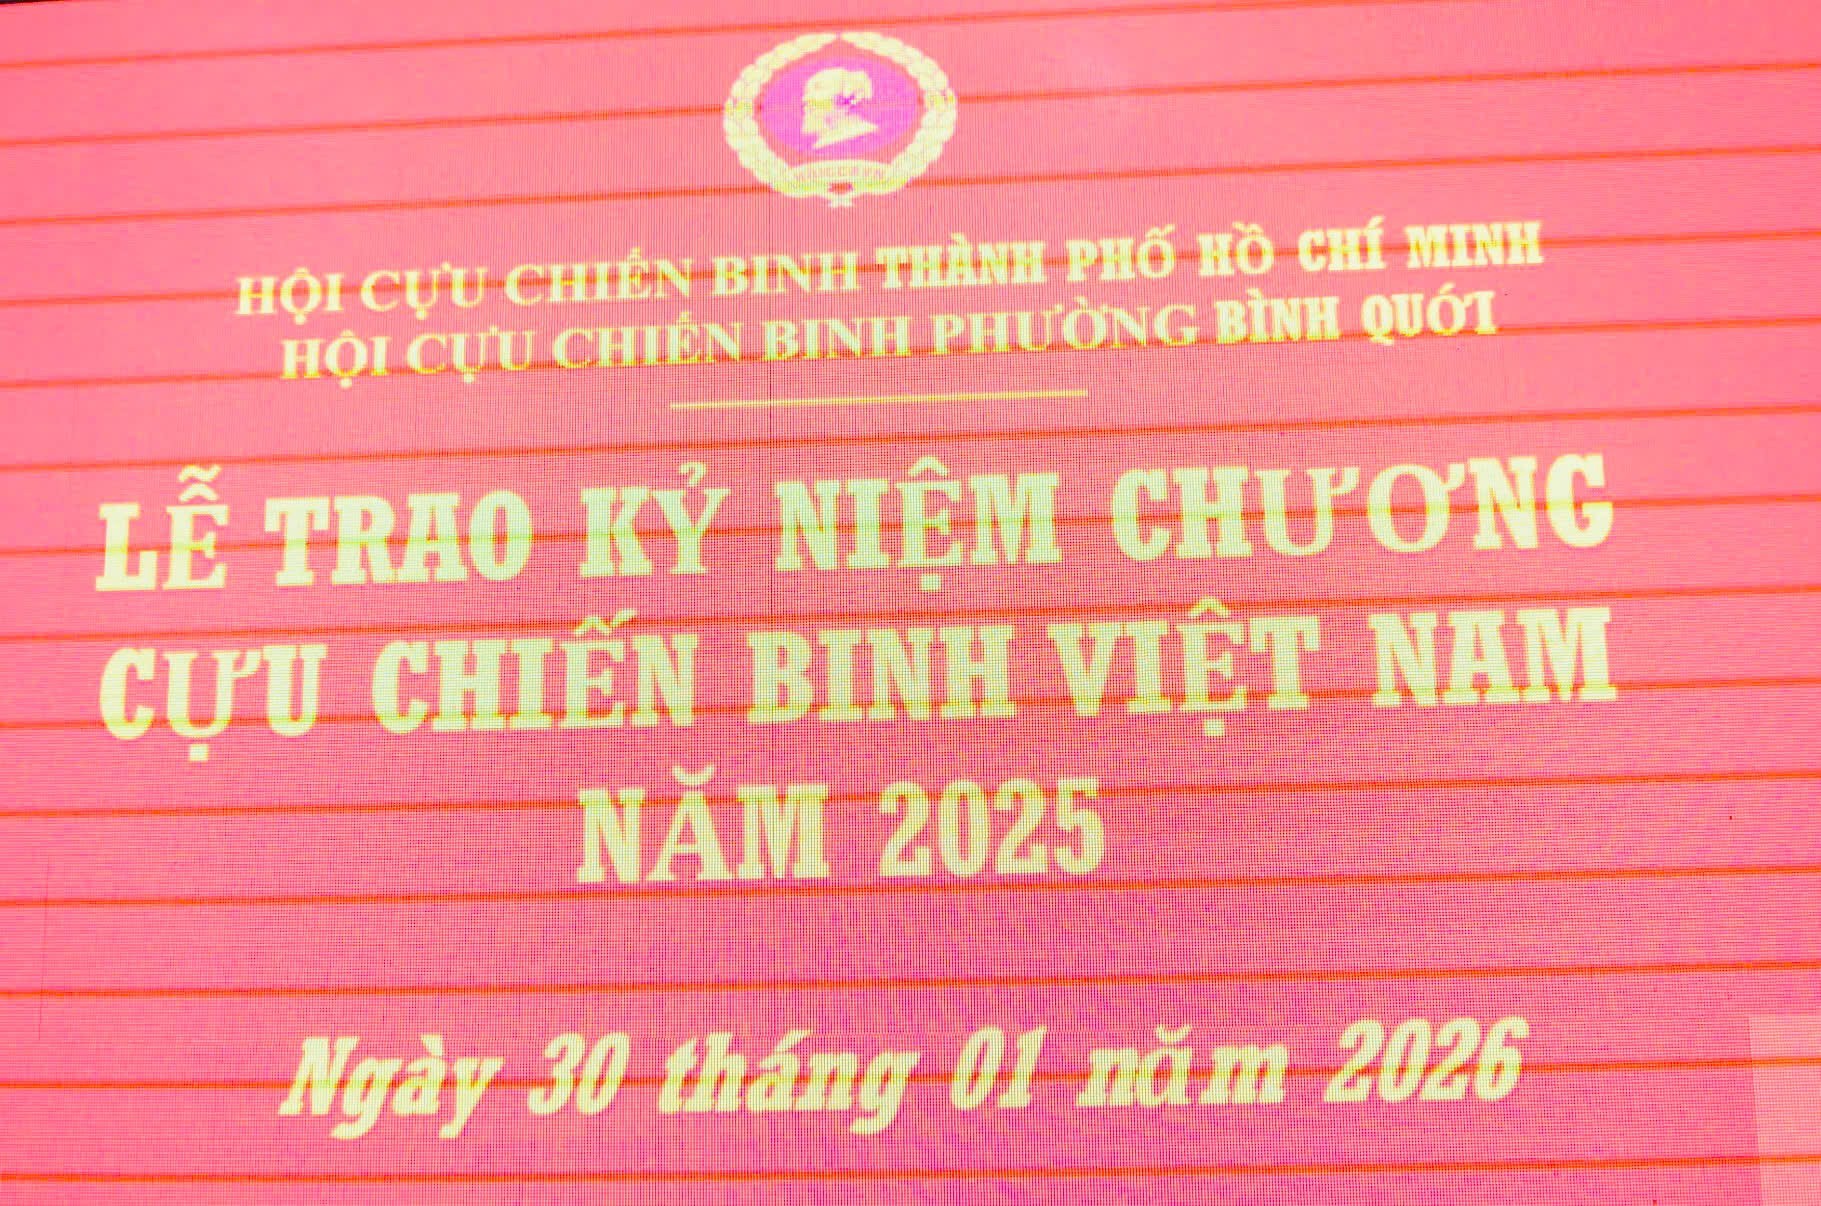 HỘI CỰU CHIẾN BINH THÀNH PHỐ HỒ CHÍ MINH
HỘI CỰU CHIẾN BINH PHƯỜNG BÌNH QUỚI
LỄ TRAO KỶ NIỆM CHƯƠNG
CỰU CHIẾN BINH VIỆT NAM
NĂM 2025
Ngày 30 tháng 01 năm 2026